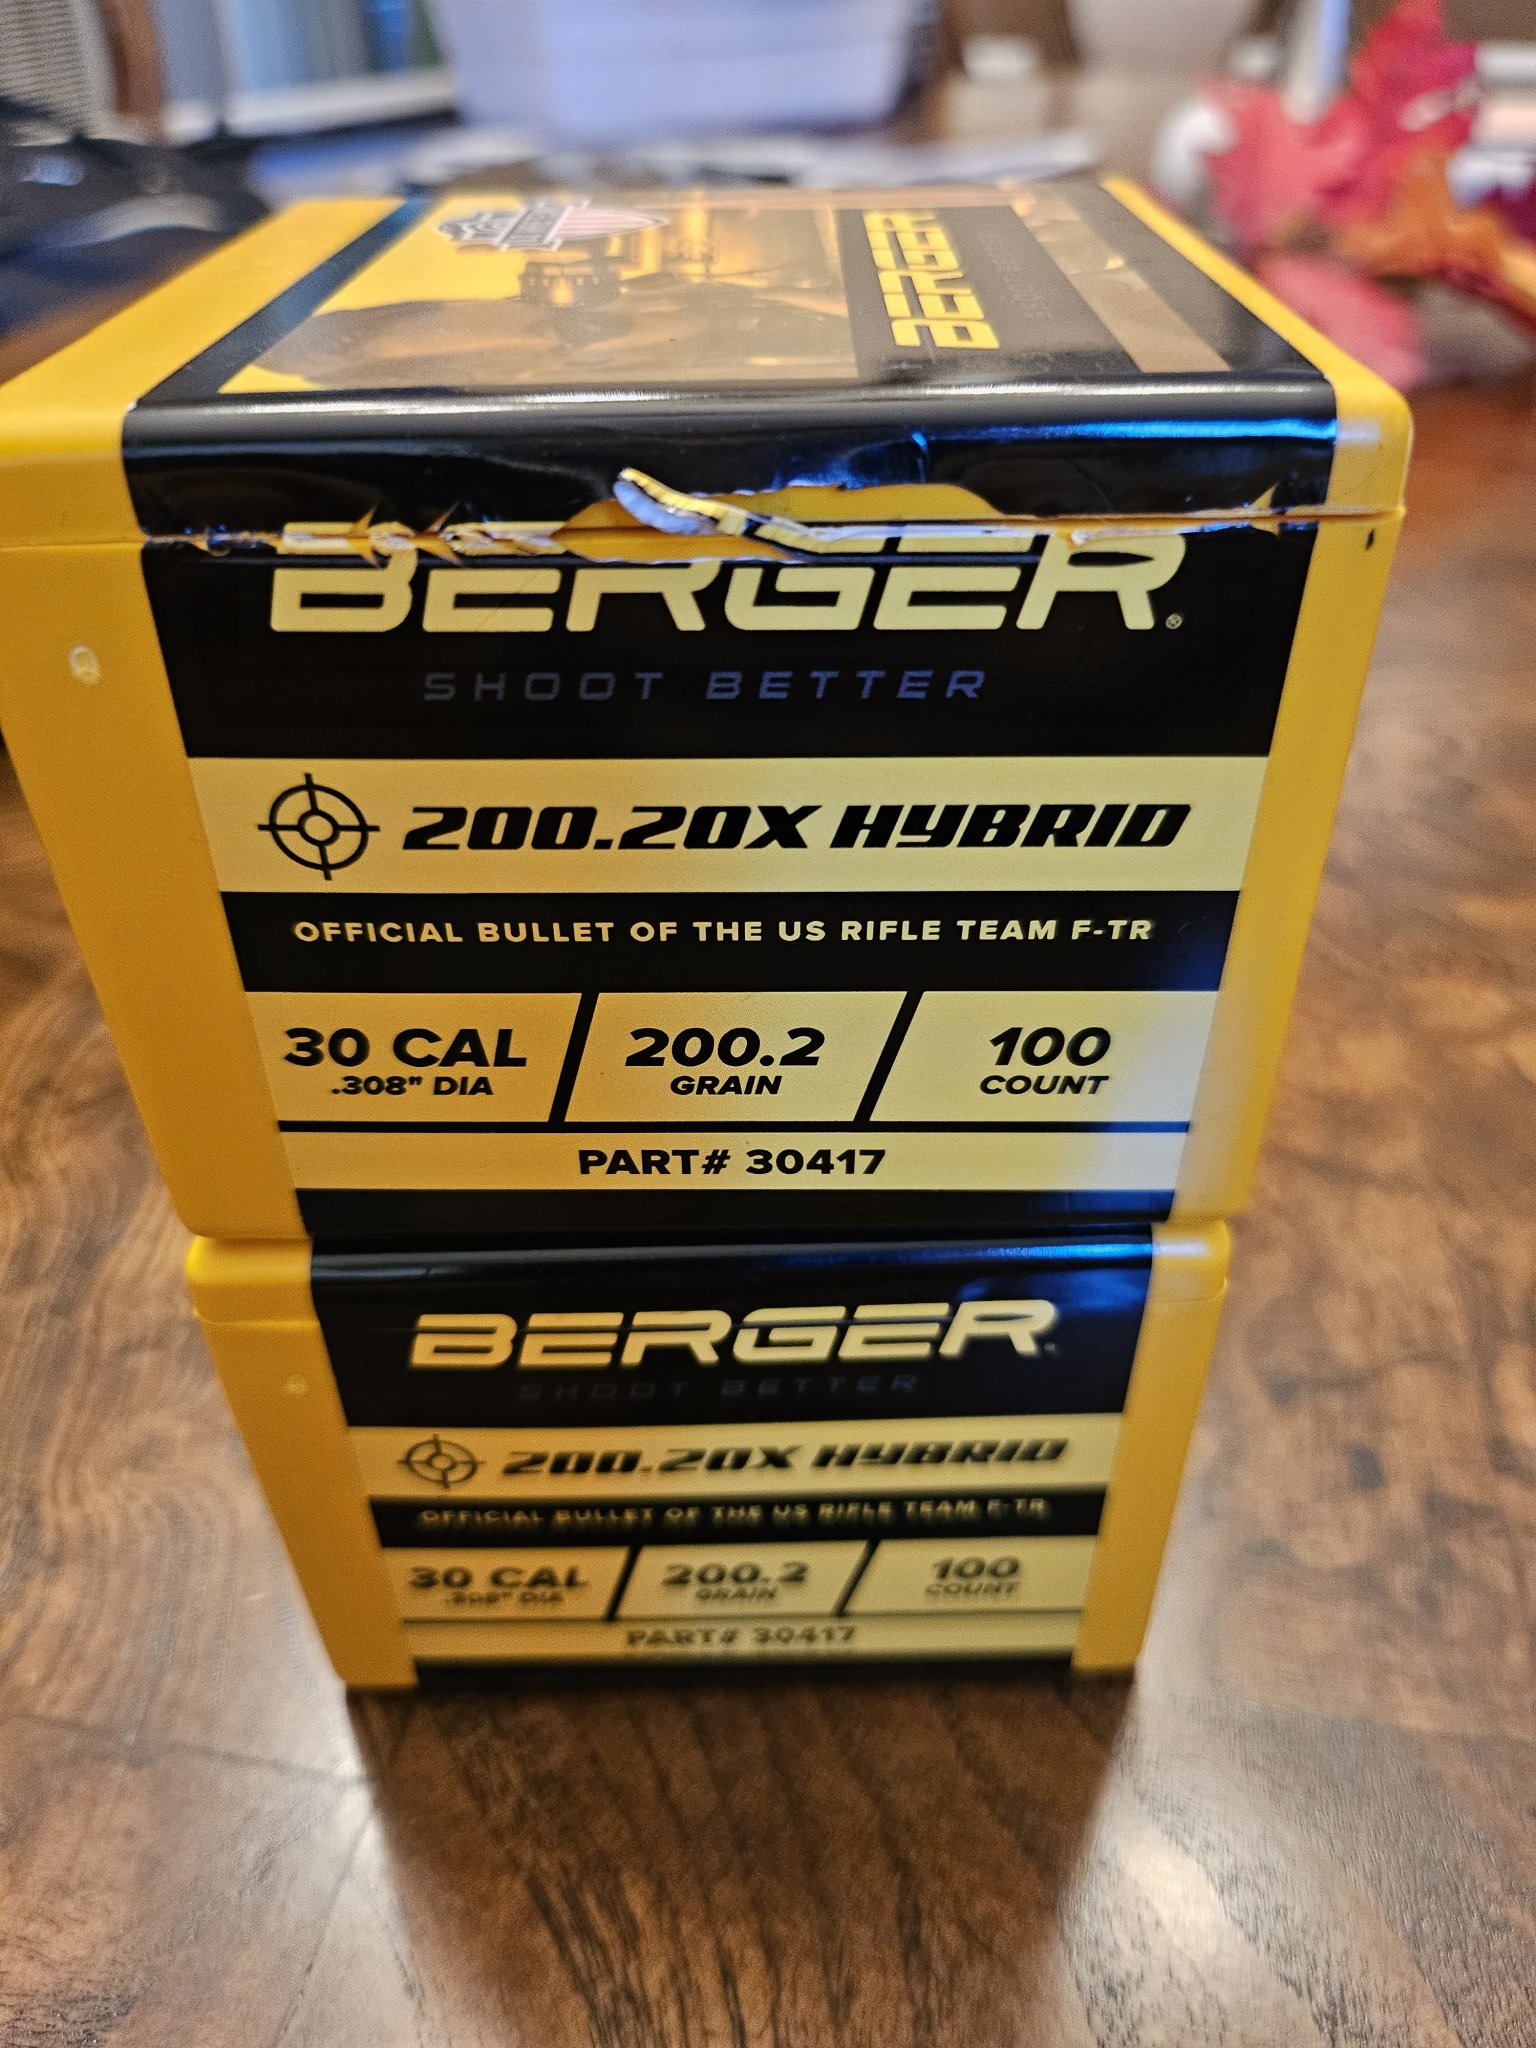 BERGER
BERGER®
SHOOT BETTER
200.20X HYBRID
OFFICIAL BULLET OF THE US RIFLE TEAM F-TR
30 CAL
.308" DIA
200.2
GRAIN
100
COUNT
PART# 30417
BERGER
SHOOT BETTER
200.20X HYBRID
OFFICIAL BULLET OF THE US RIFLE TEAM F-TR
30 CAL
.308" DIA
200.2
GRAIN
100
COUNT
PART# 30417